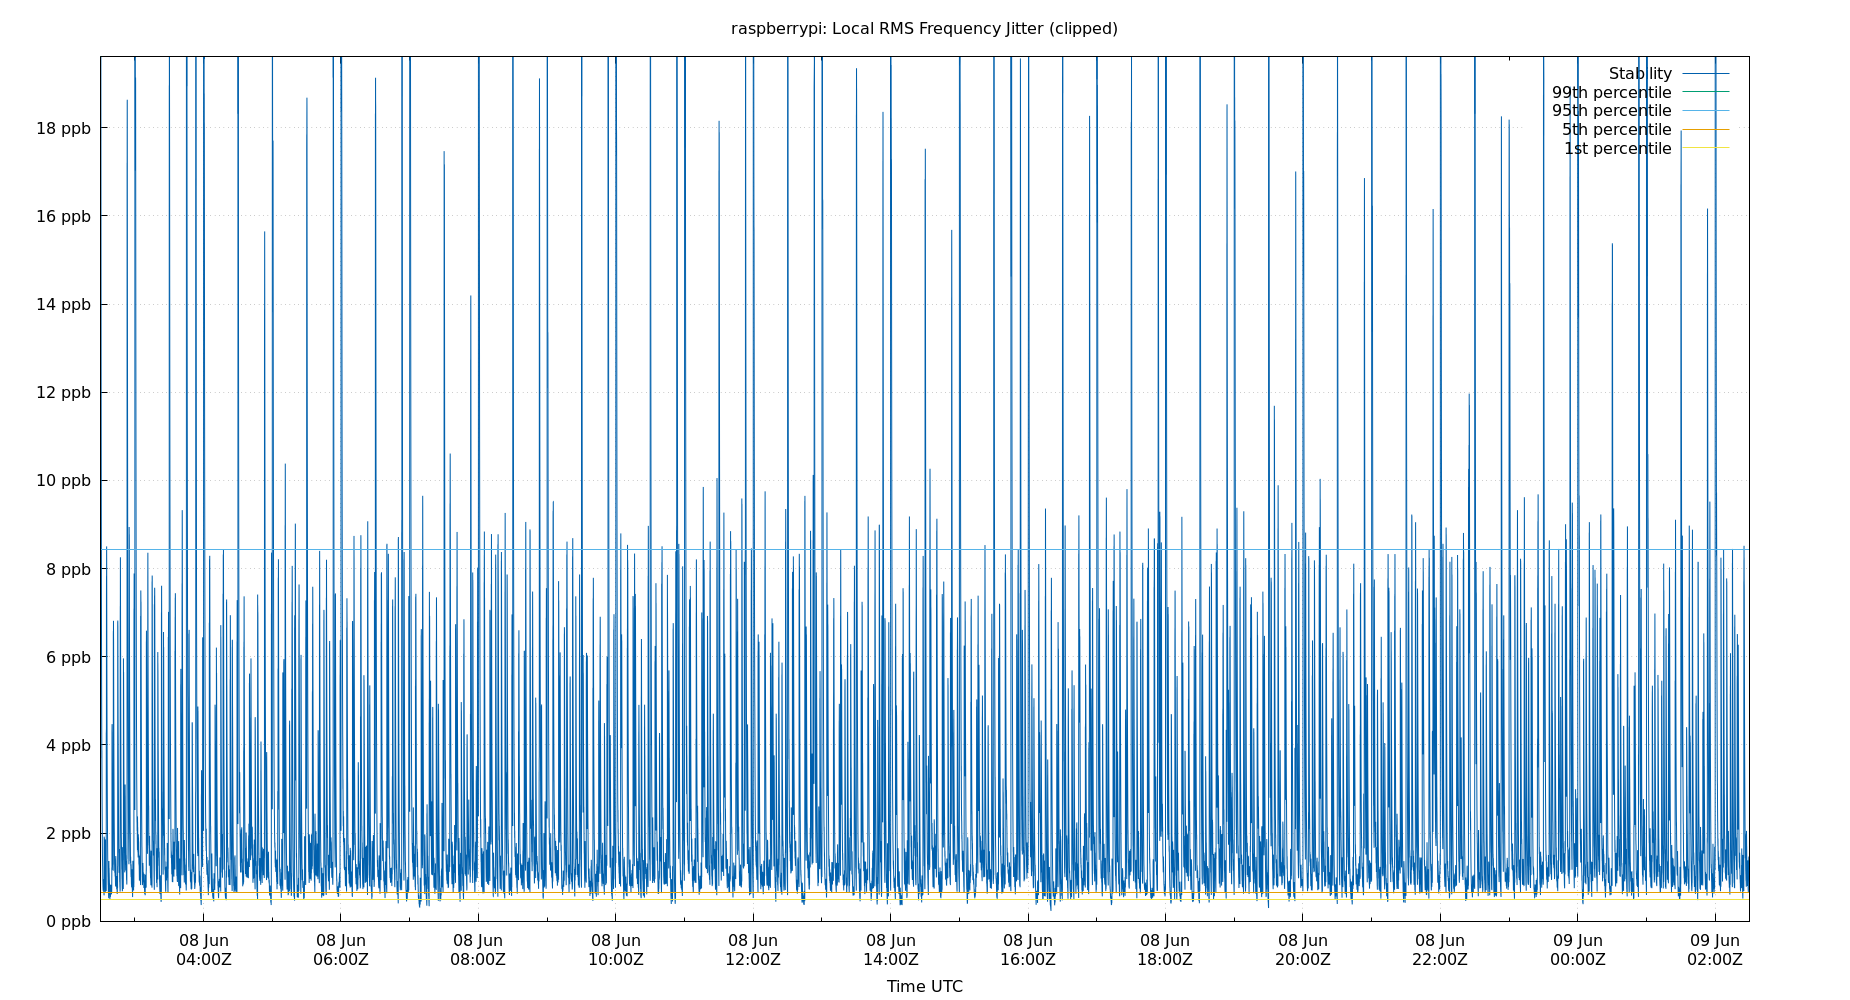 raspberrypi: Local RMS Frequency Jitter (clipped)
Stability
99th percentile
95th percentile
5th percentile
1st percentile
18 ppb
16 ppb
14 ppb
12 ppb
10 ppb
8 ppb
6 ppb
4 ppb
2 ppb
0 ppb
08 Jun 08 Jun 08 Jun 08 Jun 08 Jun 08 Jun 08 Jun 08 Jun 08 Jun 08 Jun 09 Jun 09 Jun
04:00Z 06:00Z 08:00Z 10:00Z 12:00Z 14:00Z 16:00Z 18:00Z 20:00Z 22:00Z 00:00Z 02:00Z
Time UTC